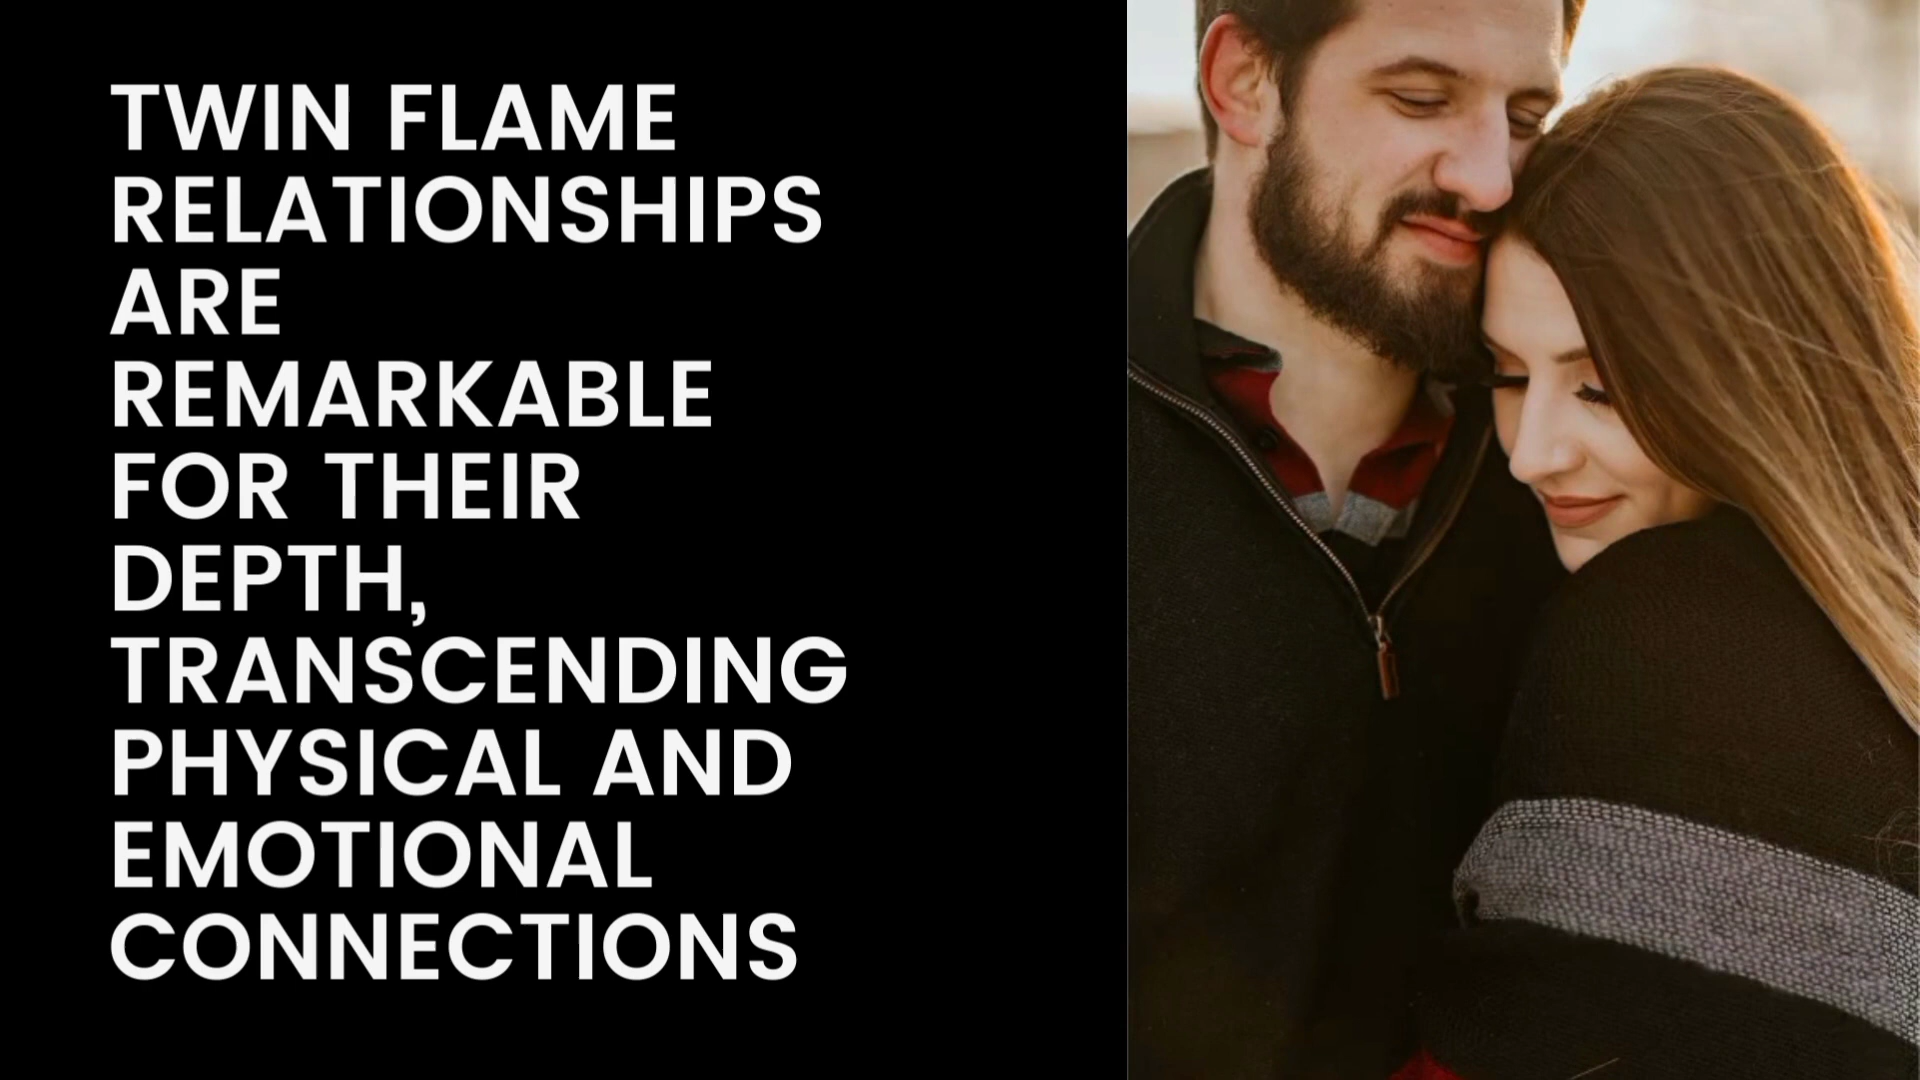 TWIN FLAME
RELATIONSHIPS
ARE
REMARKABLE
FOR THEIR
DEPTH,
TRANSCENDING
PHYSICAL AND
EMOTIONAL
CONNECTIONS